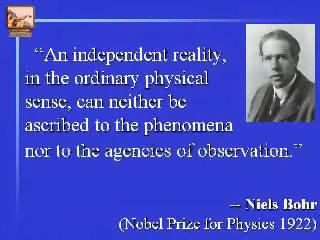 “An independent reality,
in the ordinary physical
sense, can neither be
ascribed to the phenomena
nor to the agencies of observation.”
-- Niels Bohr
(Nobel Prize for Physics 1922)